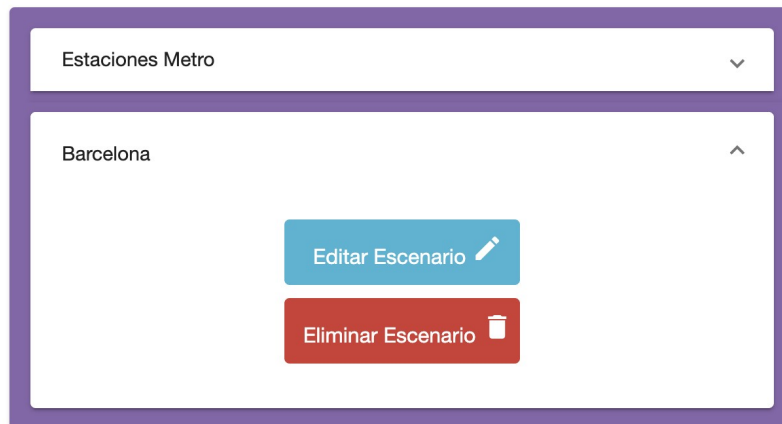 Estaciones Metro
Barcelona
Editar Escenario
Eliminar Escenario